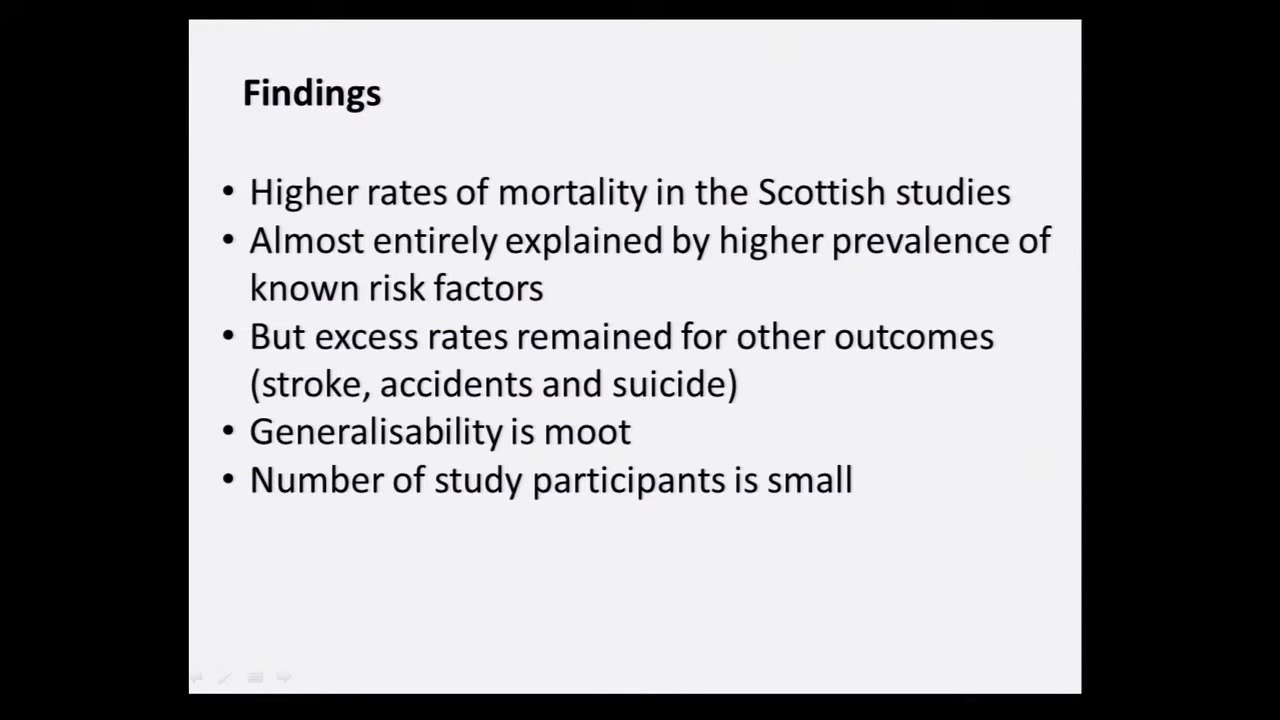 Findings
• Higher rates of mortality in the Scottish studies
• Almost entirely explained by higher prevalence of
known risk factors
• But excess rates remained for other outcomes
(stroke, accidents and suicide)
• Generalisability is moot
• Number of study participants is small